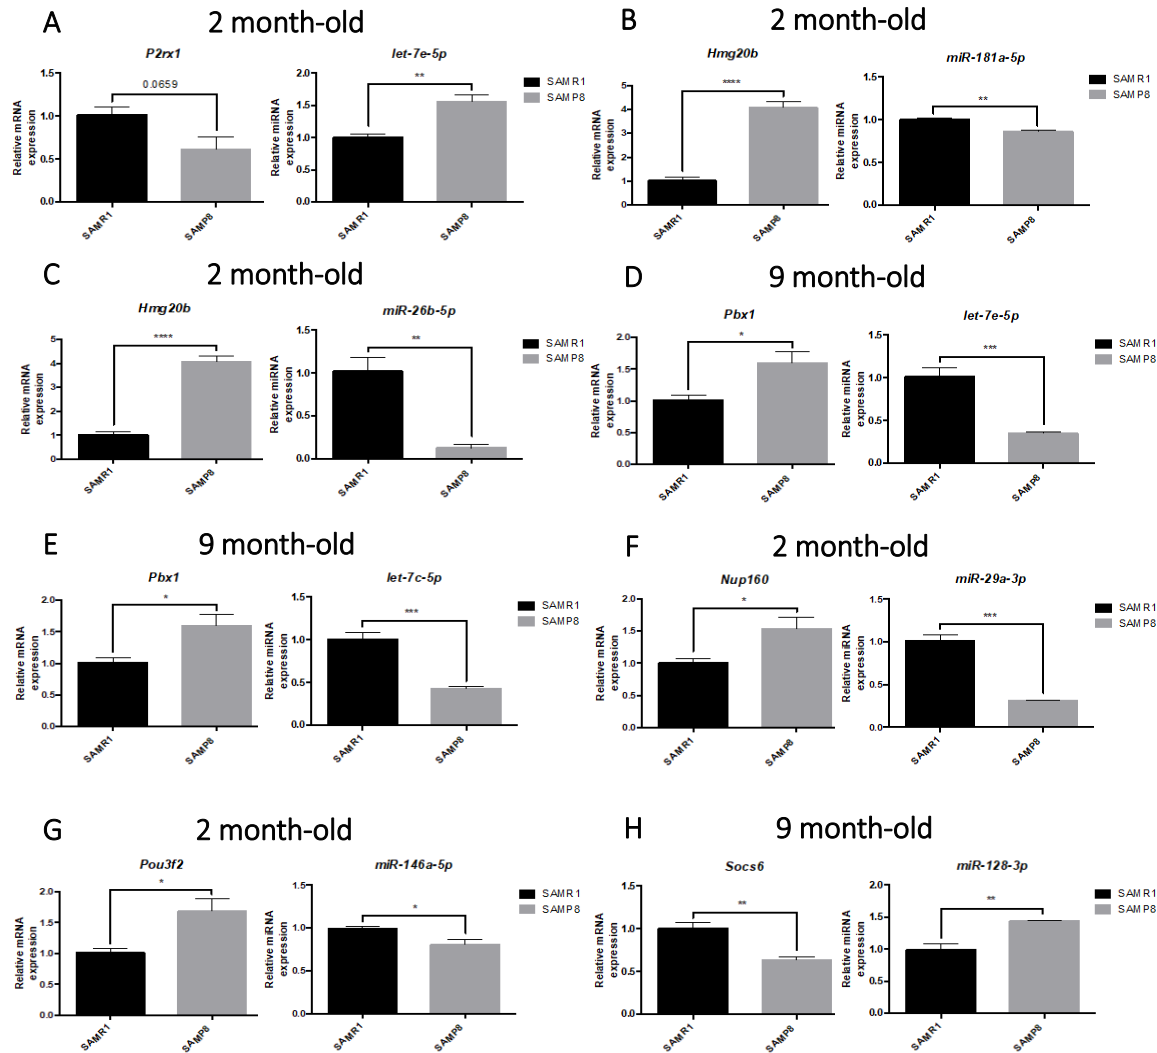 A
2 month-old
P2rx1
Relative mRNA
expression
1.5
1.0
0.5
0.0
0.0659
SAMR1
SAMP8
let-7e-5p
Relative miRNA
expression
2.0
1.5
1.0
0.5
0.0
**
SAMR1
SAMP8
SAMR1
SAMP8
B
2 month-old
Hmg20b
Relative mRNA
expression
5
4
3
2
1
0
****
SAMR1
SAMP8
miR-181a-5p
Relative miRNA
expression
1.5
1.0
0.5
0.0
**
SAMR1
SAMP8
SAMR1
SAMP8
C
2 month-old
Hmg20b
Relative mRNA
expression
5
4
3
2
1
0
****
SAMR1
SAMP8
miR-26b-5p
Relative miRNA
expression
1.5
1.0
0.5
0.0
**
SAMR1
SAMP8
SAMR1
SAMP8
D
9 month-old
Pbx1
Relative mRNA
expression
2.0
1.5
1.0
0.5
0.0
*
SAMR1
SAMP8
let-7e-5p
Relative miRNA
expression
1.5
1.0
0.5
0.0
***
SAMR1
SAMP8
SAMR1
SAMP8
E
9 month-old
Pbx1
Relative mRNA
expression
2.0
1.5
1.0
0.5
0.0
*
SAMR1
SAMP8
let-7c-5p
Relative miRNA
expression
1.5
1.0
0.5
0.0
***
SAMR1
SAMP8
SAMR1
SAMP8
F
2 month-old
Nup160
Relative mRNA
expression
2.0
1.5
1.0
0.5
0.0
*
SAMR1
SAMP8
miR-29a-3p
Relative miRNA
expression
1.5
1.0
0.5
0.0
***
SAMR1
SAMP8
SAMR1
SAMP8
G
2 month-old
Pou3f2
Relative mRNA
expression
2.0
1.5
1.0
0.5
0.0
*
SAMR1
SAMP8
miR-146a-5p
Relative miRNA
expression
1.5
1.0
0.5
0.0
*
SAMR1
SAMP8
SAMR1
SAMP8
H
9 month-old
Socs6
Relative mRNA
expression
1.5
1.0
0.5
0.0
**
SAMR1
SAMP8
miR-128-3p
Relative miRNA
expression
2.0
1.5
1.0
0.5
0.0
**
SAMR1
SAMP8
SAMR1
SAMP8